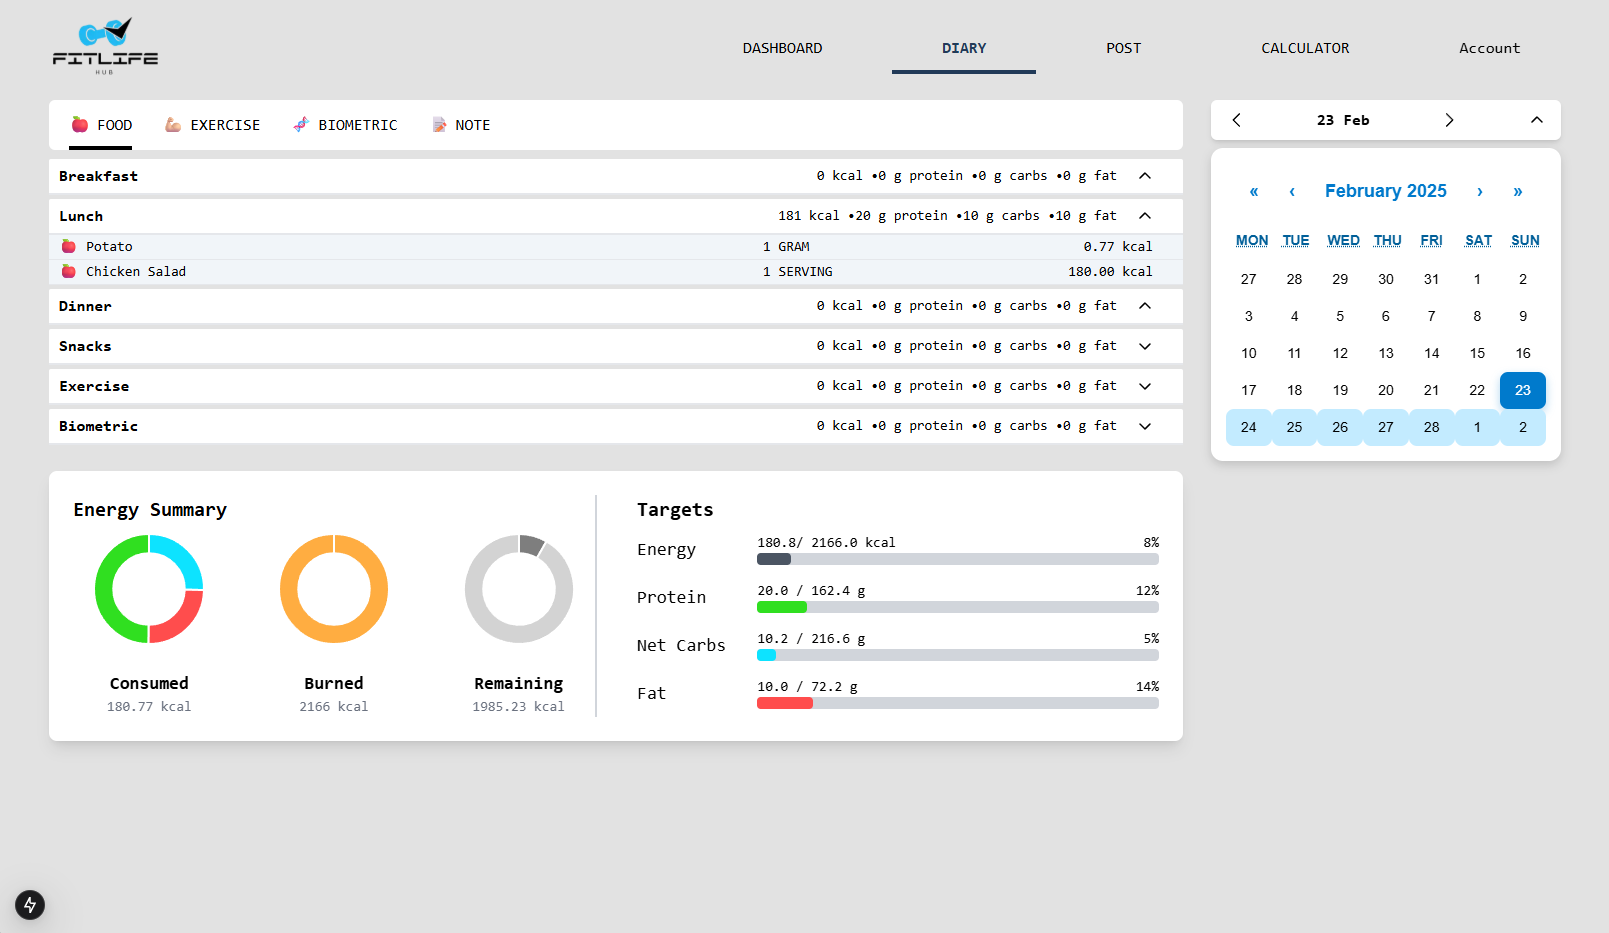 FITLIFE
HUB
DASHBOARD DIARY POST CALCULATOR Account
FOOD EXERCISE BIOMETRIC NOTE
Breakfast 0 kcal •0 g protein •0 g carbs •0 g fat
Lunch 181 kcal •20 g protein •10 g carbs •10 g fat
Potato 1 GRAM 0.77 kcal
Chicken Salad 1 SERVING 180.00 kcal
Dinner 0 kcal •0 g protein •0 g carbs •0 g fat
Snacks 0 kcal •0 g protein •0 g carbs •0 g fat
Exercise 0 kcal •0 g protein •0 g carbs •0 g fat
Biometric 0 kcal •0 g protein •0 g carbs •0 g fat
23 Feb
« ‹ February 2025 › »
MON TUE WED THU FRI SAT SUN
27 28 29 30 31 1 2
3 4 5 6 7 8 9
10 11 12 13 14 15 16
17 18 19 20 21 22 23
24 25 26 27 28 1 2
Energy Summary
Consumed
180.77 kcal
Burned
2166 kcal
Remaining
1985.23 kcal
Targets
Energy 180.8/ 2166.0 kcal 8%
Protein 20.0 / 162.4 g 12%
Net Carbs 10.2 / 216.6 g 5%
Fat 10.0 / 72.2 g 14%